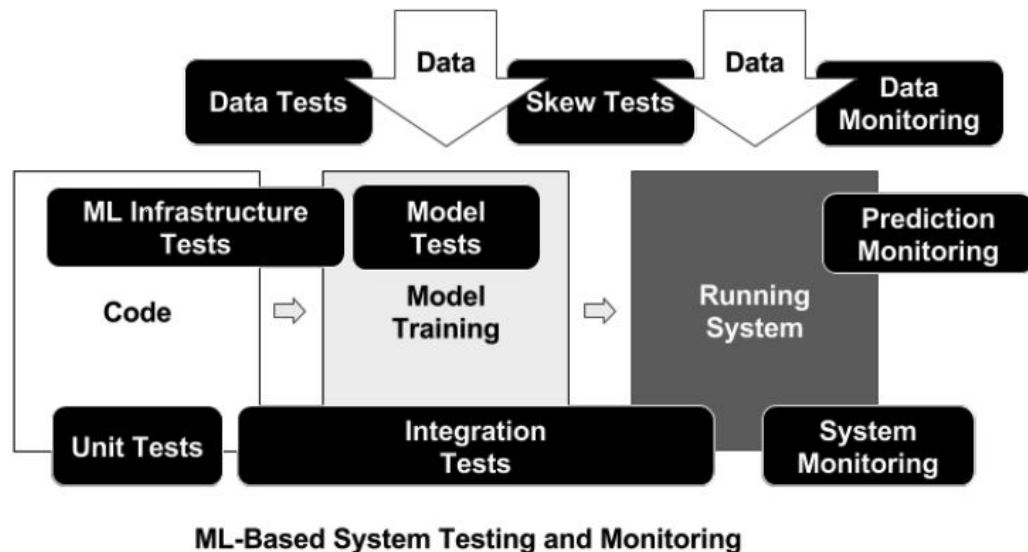 Data
Data
Data Tests
Skew Tests
Data
Monitoring
ML Infrastructure
Tests
Model
Tests
Prediction
Monitoring
Code
Model
Training
Running
System
Unit Tests
Integration
Tests
System
Monitoring
ML-Based System Testing and Monitoring